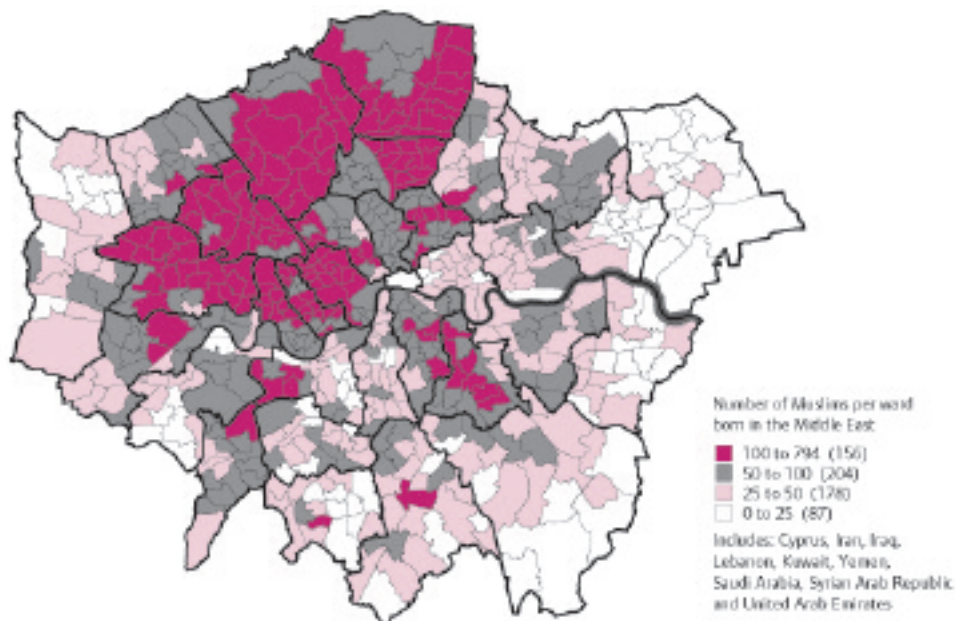 Number of Muslims per ward
born in the Middle East
100 to 794 (156)
50 to 100 (204)
25 to 50 (178)
0 to 25 (87)
Includes: Cyprus, Iran, Iraq,
Lebanon, Kuwait, Yemen,
Saudi Arabia, Syrian Arab Republic
and United Arab Emirates